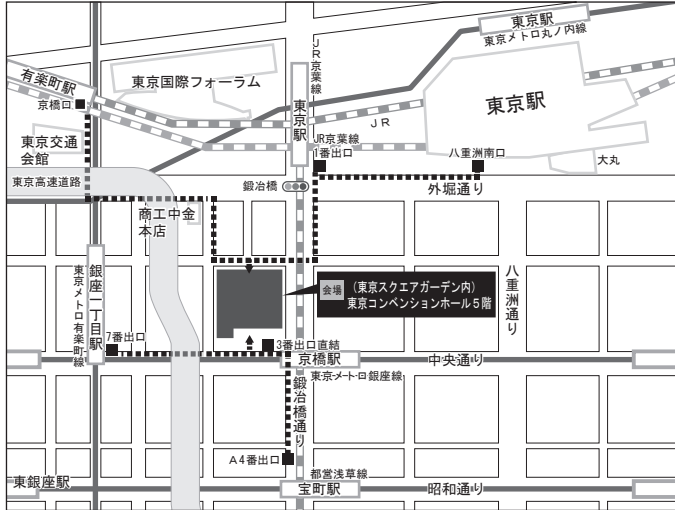 東京駅
東京メトロ丸ノ内線
有楽町駅
京橋口
東京国際フォーラム
JR京葉線
東京駅
東京駅
JR
東京交通
会館
JR京葉線
1番出口
八重洲南口
大丸
東京高速道路
鍛冶橋
外堀通り
商工中金
本店
東京メトロ有楽町線
銀座一丁目駅
会場
(東京スクエアガーデン内)
東京コンベンションホール5階
八重洲通り
7番出口
3番出口直結
京橋駅
中央通り
東京メトロ銀座線
鍛冶橋通り
A4番出口
都営浅草線
東銀座駅
宝町駅
昭和通り